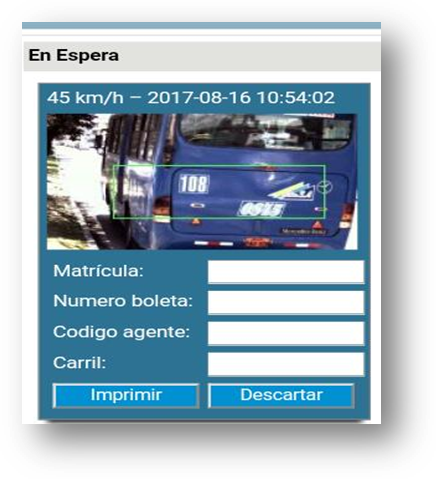 En Espera
45 km/h – 2017-08-16 10:54:02
108
Matrícula:
Numero boleta:
Codigo agente:
Carril:
Imprimir
Descartar